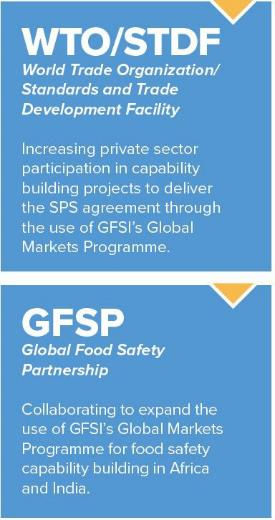 WTO/STDF
World Trade Organization/
Standards and Trade
Development Facility
Increasing private sector
participation in capability
building projects to deliver
the SPS agreement through
the use of GFSI's Global
Markets Programme.
GFSP
Global Food Safety
Partnership
Collaborating to expand the
use of GFSI's Global Markets
Programme for food safety
capability building in Africa
and India.